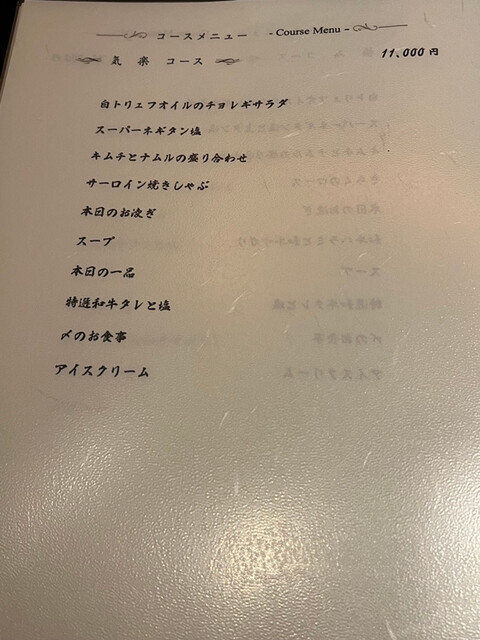 コースメニュー - Course Menu -
気楽 コース 11,000円
白トリュフオイルのチョレギサラダ
スーパーネギタン塩
キムチとナムルの盛り合わせ
サーロイン焼きしゃぶ
本日のお凌ぎ
スープ
本日の一品
特選和牛タレと塩
〆のお食事
アイスクリーム